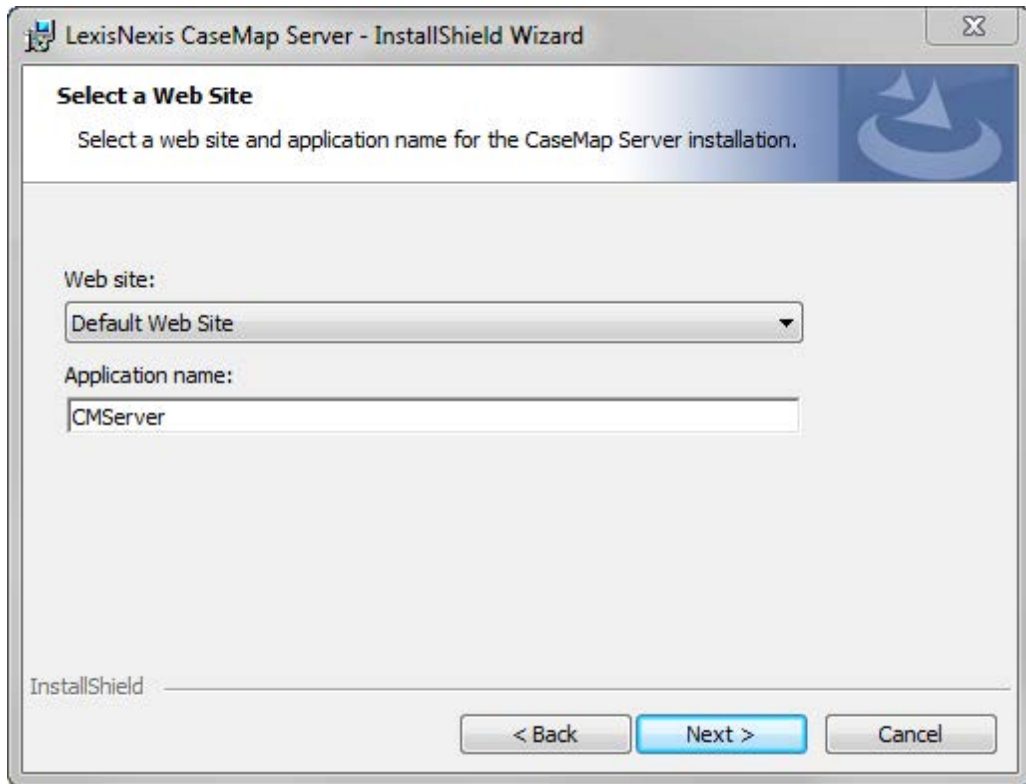 LexisNexis CaseMap Server - InstallShield Wizard
Select a Web Site
Select a web site and application name for the CaseMap Server installation.
Web site:
Default Web Site
Application name:
CMServer
InstallShield
< Back
Next >
Cancel